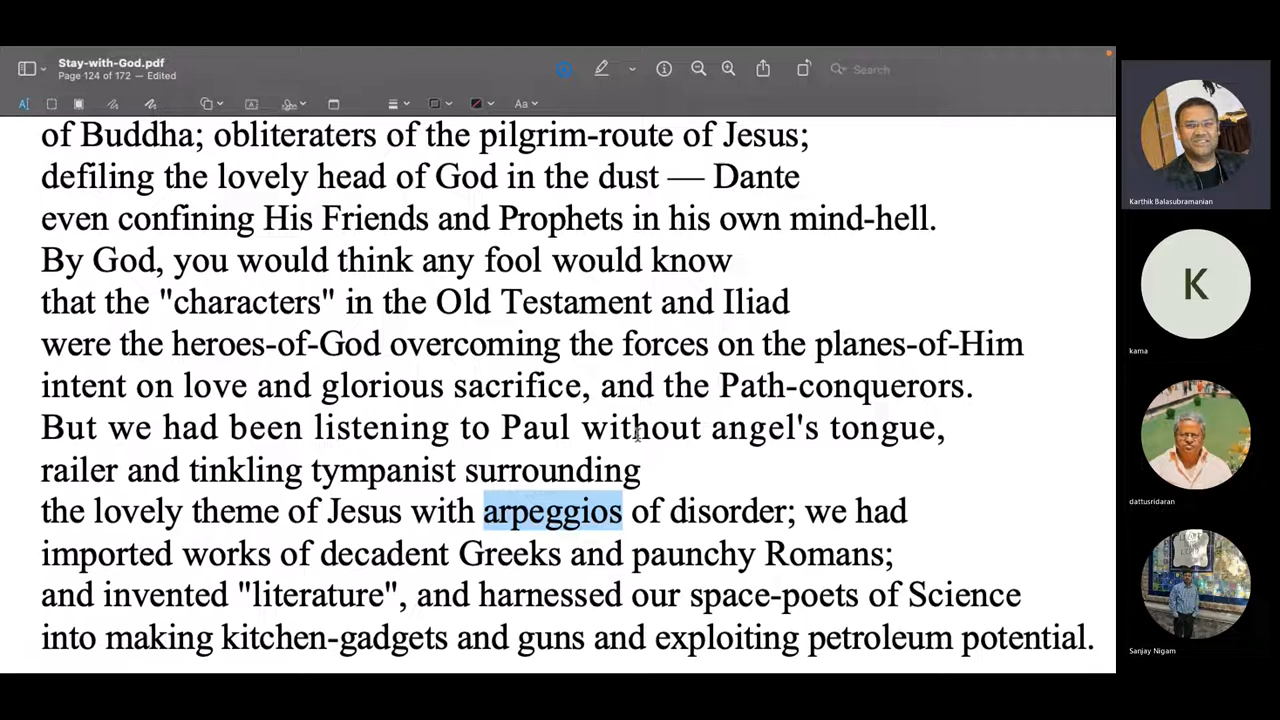 Stay-with-God.pdf
Page 124 of 172 — Edited
Search
Aa
of Buddha; obliteraters of the pilgrim-route of Jesus;
defiling the lovely head of God in the dust — Dante
even confining His Friends and Prophets in his own mind-hell.
By God, you would think any fool would know
that the "characters" in the Old Testament and Iliad
were the heroes-of-God overcoming the forces on the planes-of-Him
intent on love and glorious sacrifice, and the Path-conquerors.
But we had been listening to Paul without angel's tongue,
railer and tinkling tympanist surrounding
the lovely theme of Jesus with arpeggios of disorder; we had
imported works of decadent Greeks and paunchy Romans;
and invented "literature", and harnessed our space-poets of Science
into making kitchen-gadgets and guns and exploiting petroleum potential.
Karthik Balasubramanian
K
kama
dattusridaran
Sanjay Nigam